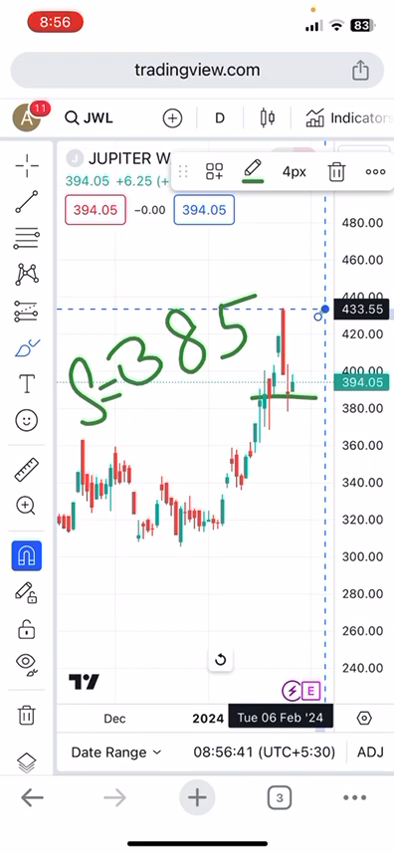 8:56
83
tradingview.com
A 11 JWL D Indicator
J JUPITER W
4px
394.05 +6.25 (+
394.05 −0.00 394.05
480.00
460.00
433.55
420.00
400.00
394.05
380.00
360.00
340.00
320.00
300.00
280.00
260.00
240.00
S=385
T
E
Dec 2024 Tue 06 Feb '24
Date Range 08:56:41 (UTC+5:30) ADJ
3